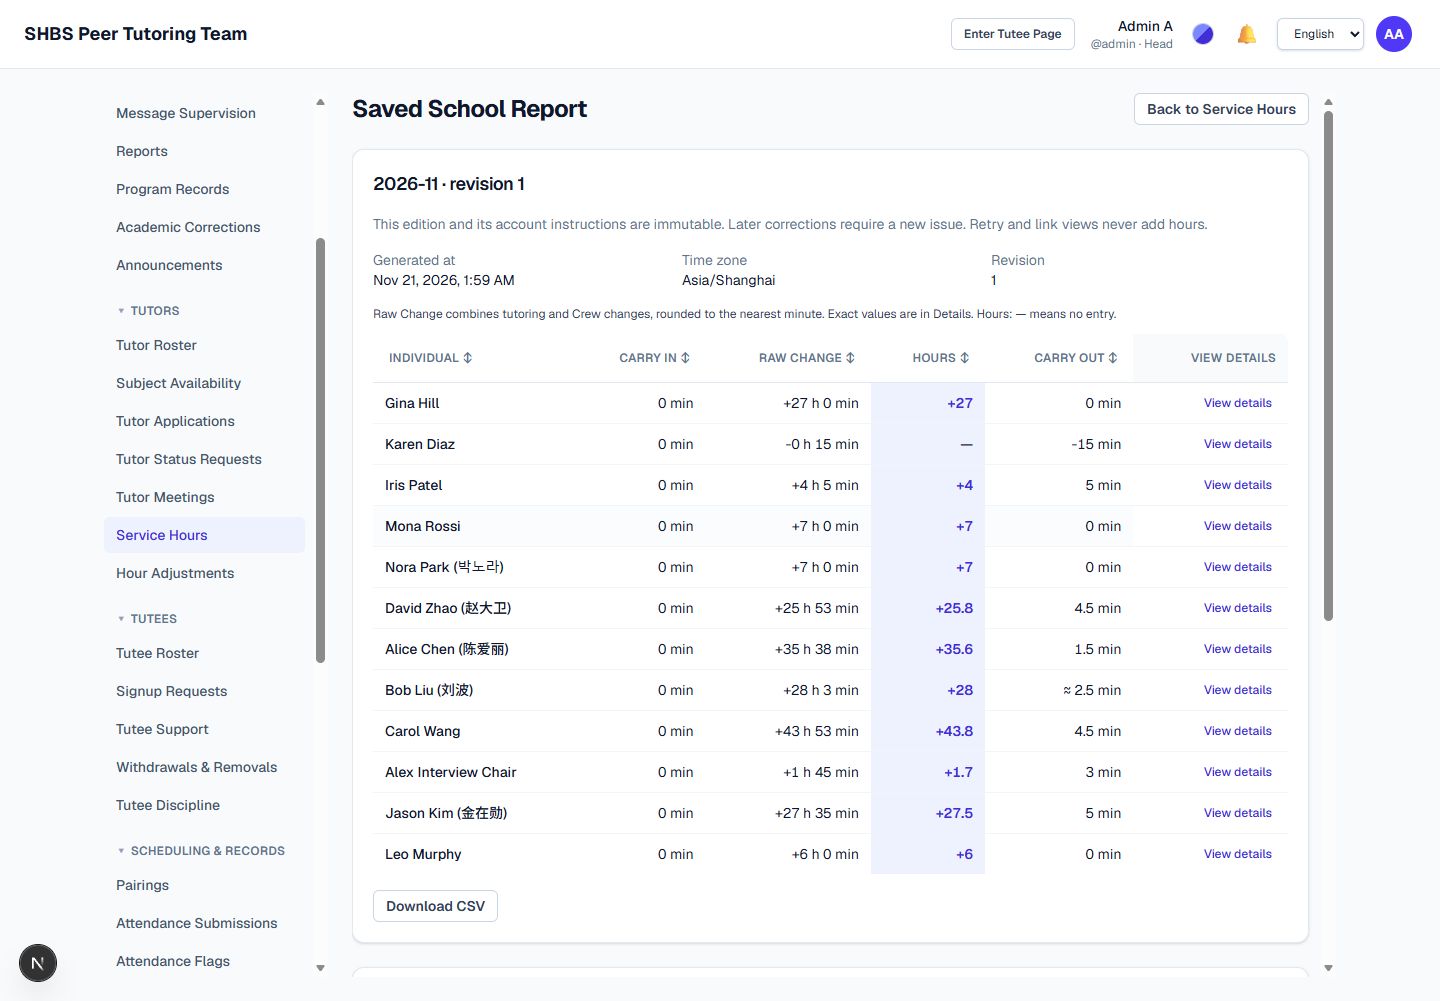 SHBS Peer Tutoring Team
Enter Tutee Page
Admin A
@admin · Head
English
AA
Message Supervision
Reports
Program Records
Academic Corrections
Announcements
TUTORS
Tutor Roster
Subject Availability
Tutor Applications
Tutor Status Requests
Tutor Meetings
Service Hours
Hour Adjustments
TUTEES
Tutee Roster
Signup Requests
Tutee Support
Withdrawals & Removals
Tutee Discipline
SCHEDULING & RECORDS
Pairings
Attendance Submissions
Attendance Flags
N
Saved School Report
Back to Service Hours
2026-11 · revision 1
This edition and its account instructions are immutable. Later corrections require a new issue. Retry and link views never add hours.
Generated at Time zone Revision
Nov 21, 2026, 1:59 AM Asia/Shanghai 1
Raw Change combines tutoring and Crew changes, rounded to the nearest minute. Exact values are in Details. Hours: — means no entry.
INDIVIDUAL CARRY IN RAW CHANGE HOURS CARRY OUT VIEW DETAILS
Gina Hill 0 min +27 h 0 min +27 0 min View details
Karen Diaz 0 min -0 h 15 min — -15 min View details
Iris Patel 0 min +4 h 5 min +4 5 min View details
Mona Rossi 0 min +7 h 0 min +7 0 min View details
Nora Park (박노라) 0 min +7 h 0 min +7 0 min View details
David Zhao (赵大卫) 0 min +25 h 53 min +25.8 4.5 min View details
Alice Chen (陈爱丽) 0 min +35 h 38 min +35.6 1.5 min View details
Bob Liu (刘波) 0 min +28 h 3 min +28 ≈ 2.5 min View details
Carol Wang 0 min +43 h 53 min +43.8 4.5 min View details
Alex Interview Chair 0 min +1 h 45 min +1.7 3 min View details
Jason Kim (金在勋) 0 min +27 h 35 min +27.5 5 min View details
Leo Murphy 0 min +6 h 0 min +6 0 min View details
Download CSV